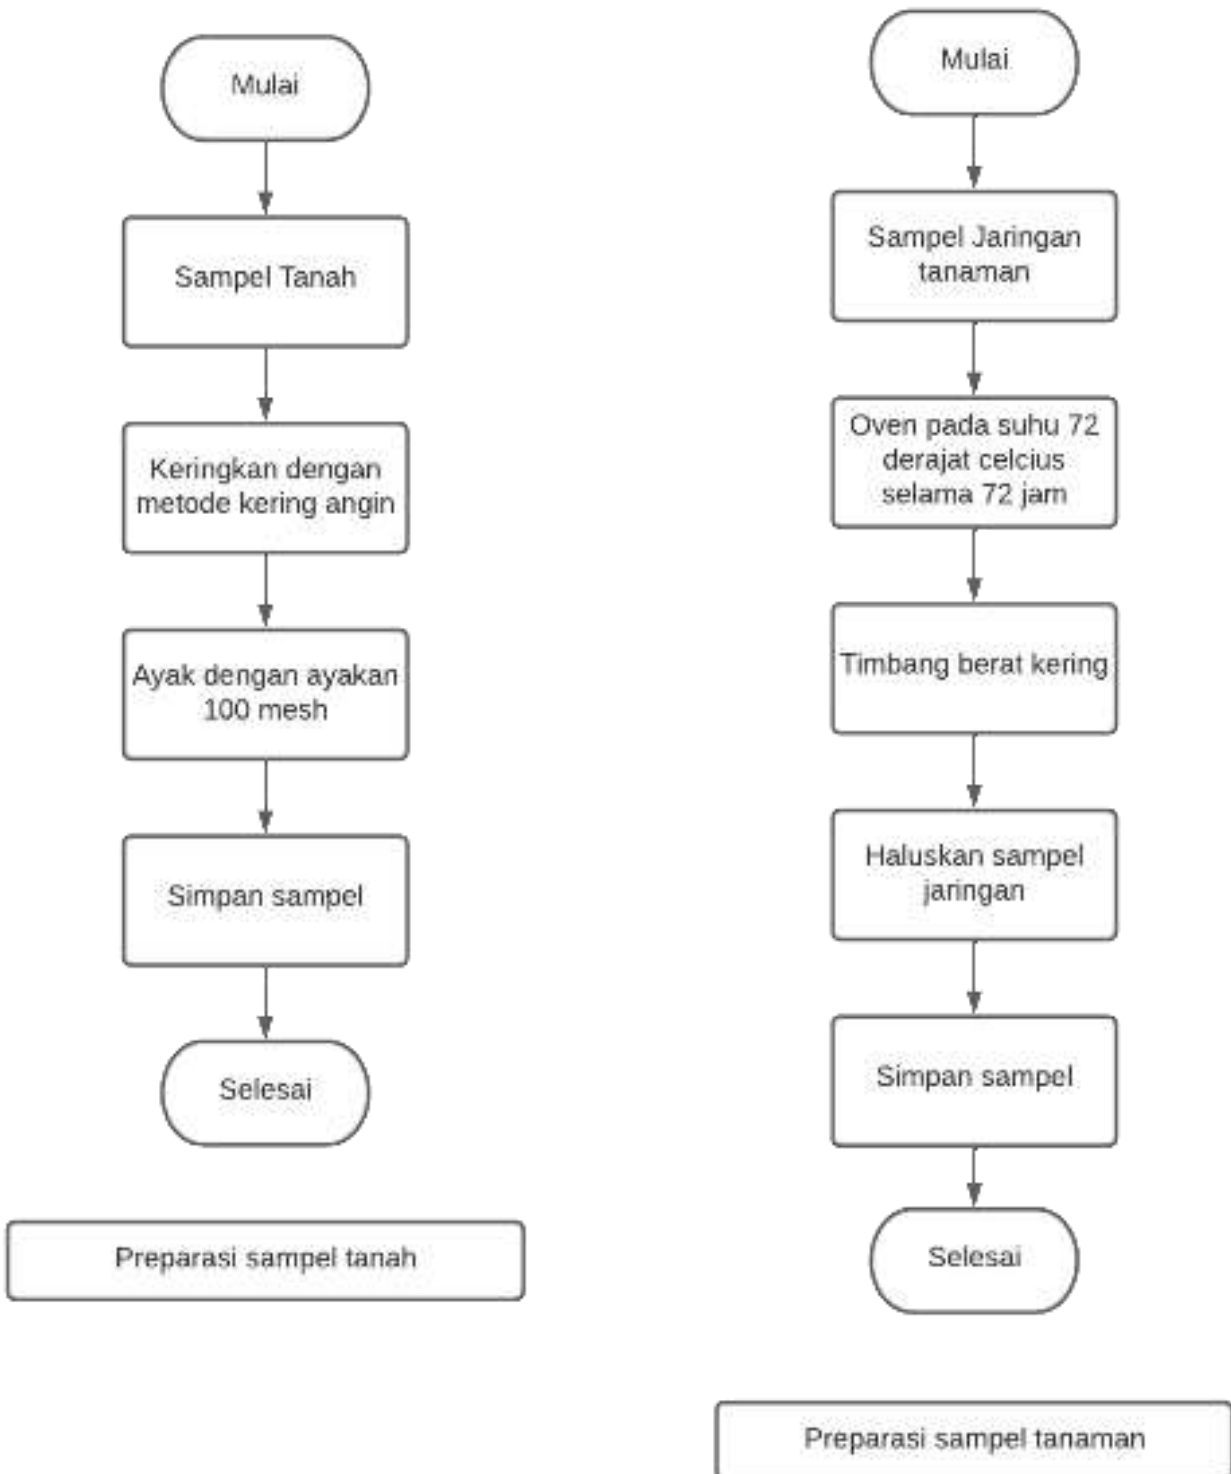 Mulai
Sampel Tanah
Keringkan dengan
metode kering angin
Ayak dengan ayakan
100 mesh
Simpan sampel
Selesai
Preparasi sampel tanah
Mulai
Sampel Jaringan
tanaman
Oven pada suhu 72
derajat celcius
selama 72 jam
Timbang berat kering
Haluskan sampel
jaringan
Simpan sampel
Selesai
Preparasi sampel tanaman